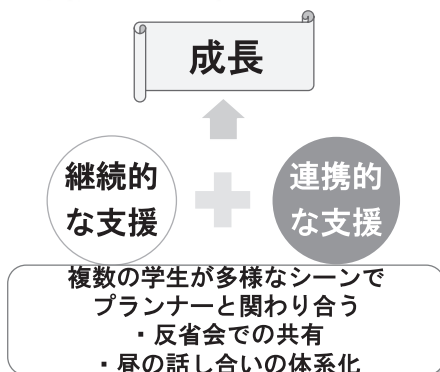 成長
継続的
な支援
連携的
な支援
複数の学生が多様なシーンで
プランナーと関わり合う
・反省会での共有
・昼の話し合いの体系化